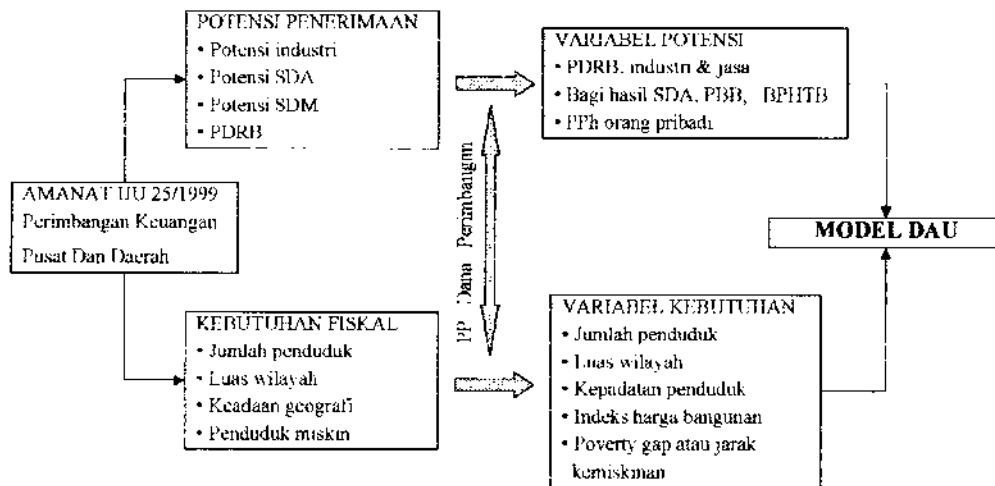 POTENSI PENERIMAAN
• Potensi industri
• Potensi SDA
• Potensi SDM
• PDRB
VARIABEL POTENSI
• PDRB, industri & jasa
• Bagi hasil SDA, PBB, BPHTB
• PPh orang pribadi
AMANAT UU 25/1999
Perimbangan Keuangan
Pusat Dan Daerah
PP Dana Perimbangan
MODEL DAU
KEBUTUHAN FISKAL
• Jumlah penduduk
• Luas wilayah
• Keadaan geografi
• Penduduk miskin
VARIABEL KEBUTUHAN
• Jumlah penduduk
• Luas wilayah
• Kepadatan penduduk
• Indeks harga bangunan
• Poverty gap atau jarak
kemiskinan